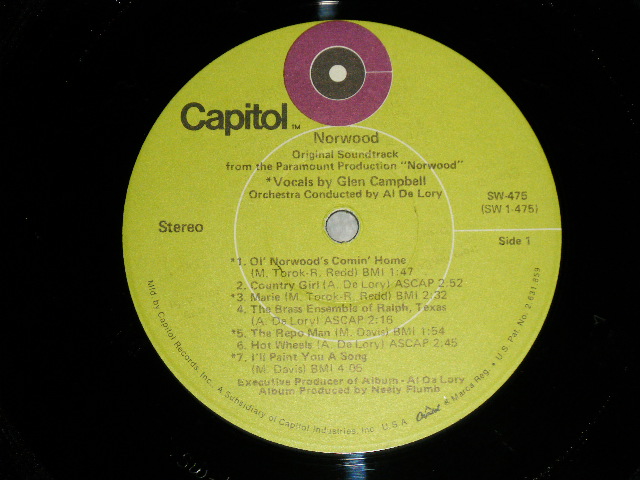 Capitol TM
Norwood
Original Soundtrack
from the Paramount Production "Norwood"
*Vocals by Glen Campbell
Orchestra Conducted by Al De Lory
SW-475
(SW 1-475)
Stereo
Side 1
*1. Ol' Norwood's Comin' Home
(M. Torok-R. Redd) BMI 1:47
2. Country Girl (A. De Lory) ASCAP 2:52
*3. Marie (M. Torok-R. Redd) BMI 2:32
4. The Brass Ensemble of Ralph, Texas
(A. De Lory) ASCAP 2:16
*5. The Repo Man (M. Davis) BMI 1:54
6. Hot Wheels (A. De Lory) ASCAP 2:45
*7. I'll Paint You A Song
(M. Davis) BMI 4:05
Executive Producer of Album - Al De Lory
Album Produced by Neely Plumb
Mfd. by Capitol Records, Inc. A Subsidiary of Capitol Industries, Inc. U.S.A. Capitol Marca Reg. • U.S. Pat. No. 2,631,859